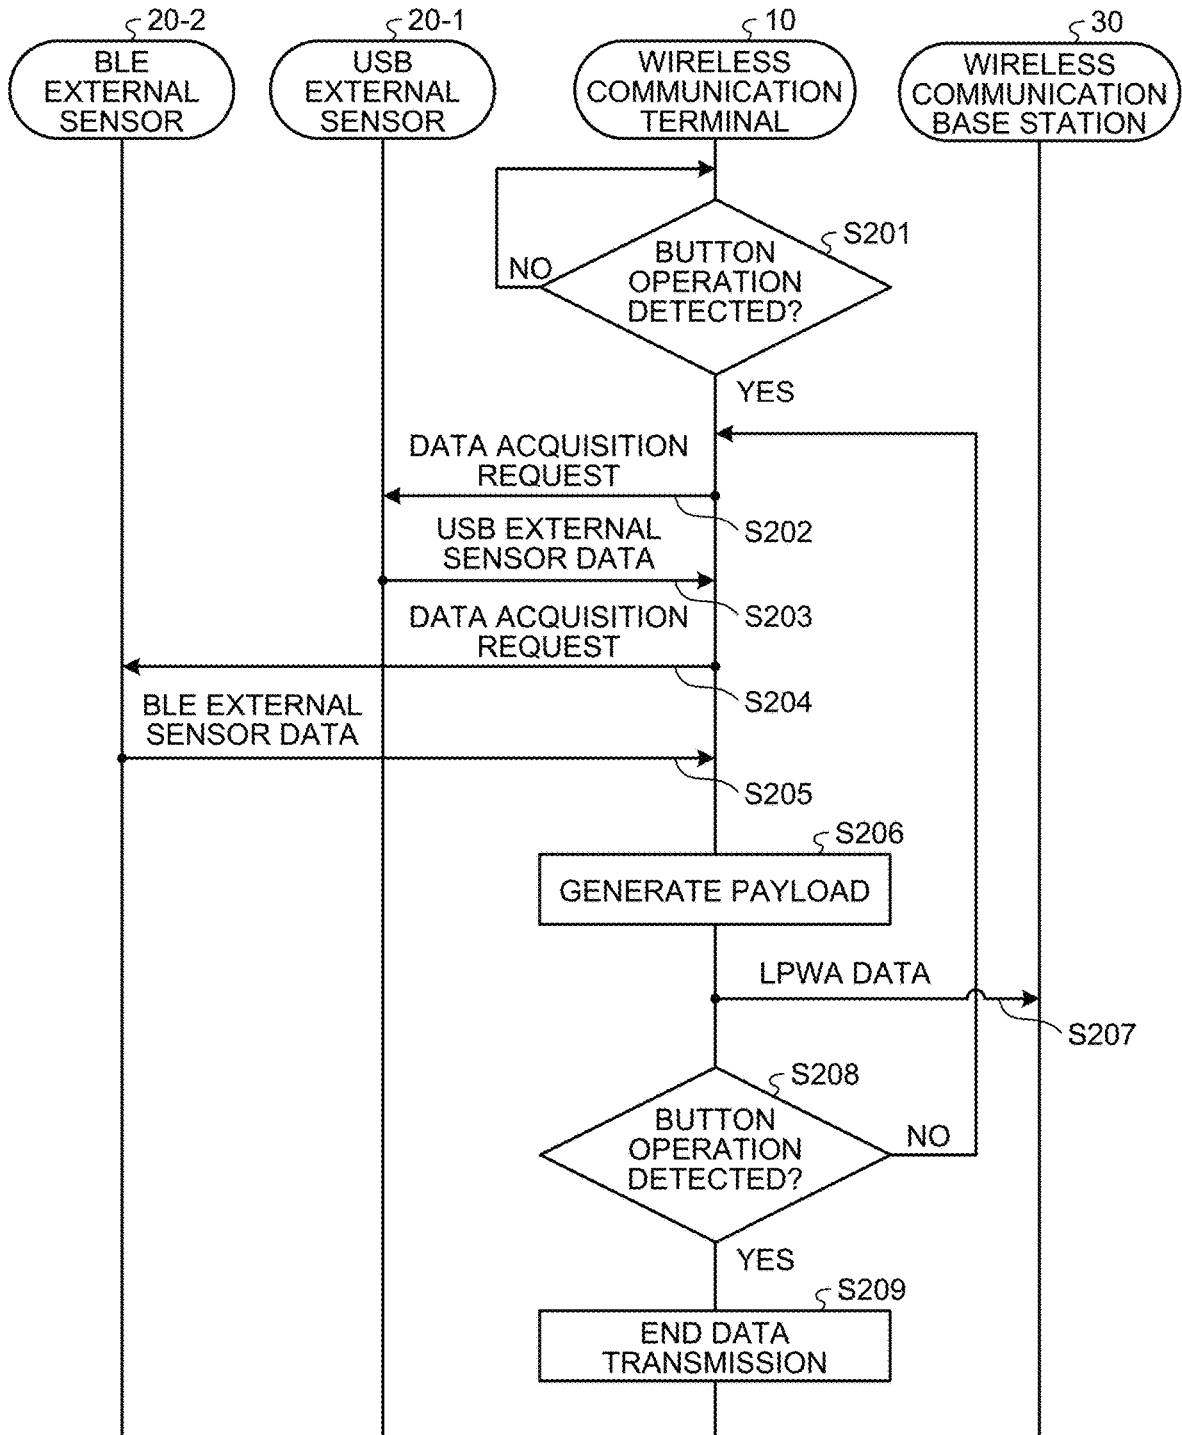 20-2
20-1
10
30
BLE
EXTERNAL
SENSOR
USB
EXTERNAL
SENSOR
WIRELESS
COMMUNICATION
TERMINAL
WIRELESS
COMMUNICATION
BASE STATION
S201
BUTTON
OPERATION
DETECTED?
NO
YES
DATA ACQUISITION
REQUEST
S202
USB EXTERNAL
SENSOR DATA
S203
DATA ACQUISITION
REQUEST
S204
BLE EXTERNAL
SENSOR DATA
S205
S206
GENERATE PAYLOAD
LPWA DATA
S207
S208
BUTTON
OPERATION
DETECTED?
NO
YES
S209
END DATA
TRANSMISSION